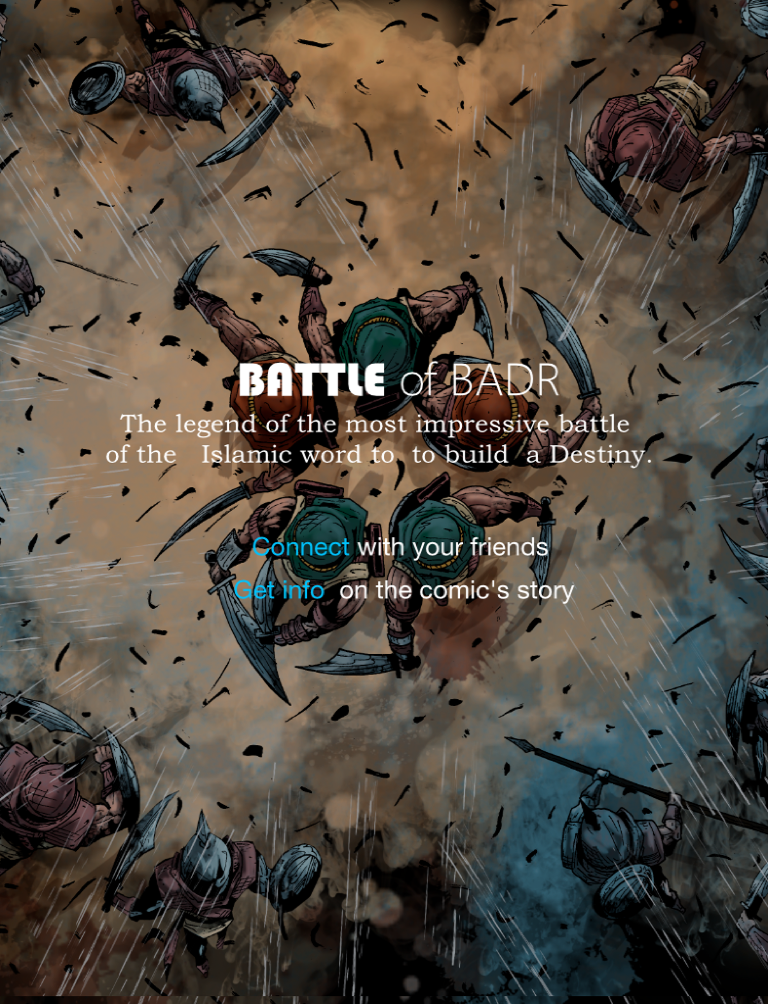 BATTLE of BADR
The legend of the most impressive battle
of the Islamic word to to build a Destiny.
Connect with your friends
Get info on the comic's story